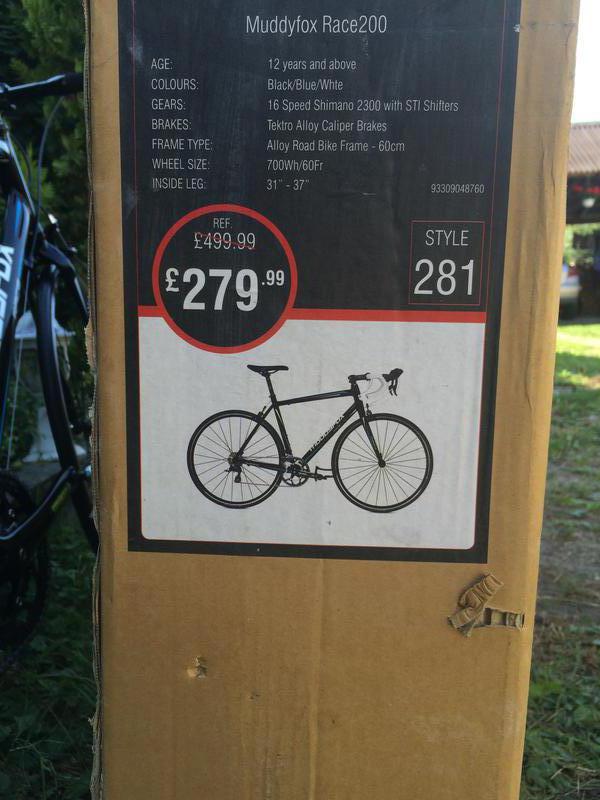 Muddyfox Race200
AGE: 12 years and above
COLOURS: Black/Blue/Whte
GEARS: 16 Speed Shimano 2300 with STI Shifters
BRAKES: Tektro Alloy Caliper Brakes
FRAME TYPE: Alloy Road Bike Frame - 60cm
WHEEL SIZE: 700Wh/60Fr
INSIDE LEG: 31" - 37"
93309048760
REF.
£499.99
£279.99
STYLE
281